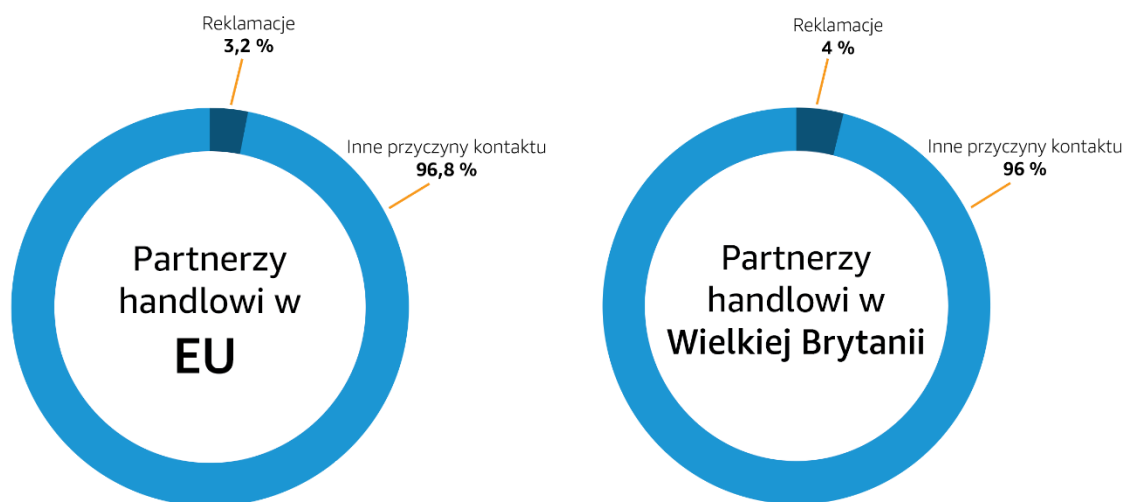 Reklamacje
3,2 %
Inne przyczyny kontaktu
96,8 %
Partnerzy
handlowi w
EU
Reklamacje
4 %
Inne przyczyny kontaktu
96 %
Partnerzy
handlowi w
Wielkiej Brytanii